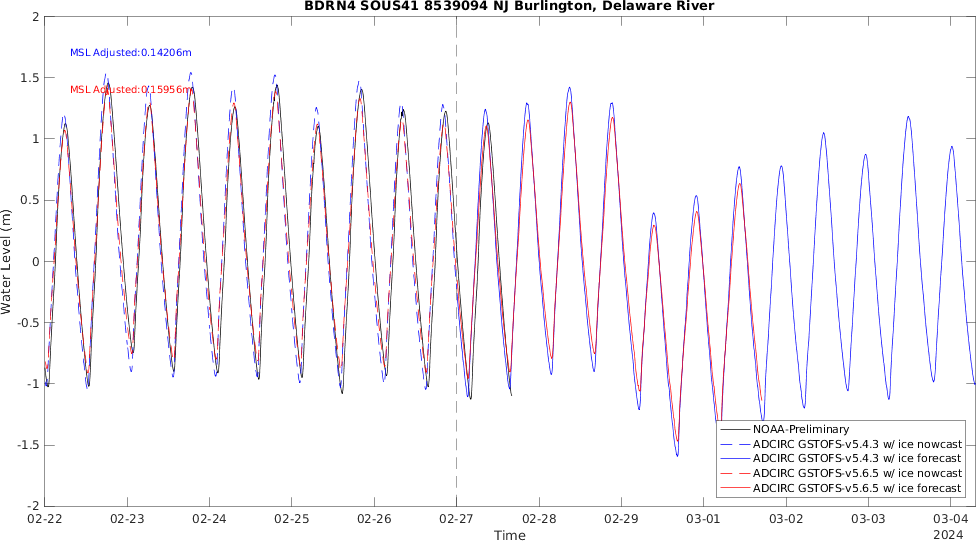 BDRN4 SOUS41 8539094 NJ Burlington, Delaware River
2
MSL Adjusted:0.14206m
1.5
MSL Adjusted:0.15956m
1
0.5
0
-0.5
-1
-1.5
-2
Water Level (m)
NOAA-Preliminary
ADCIRC GSTOFS-v5.4.3 w/ ice nowcast
ADCIRC GSTOFS-v5.4.3 w/ ice forecast
ADCIRC GSTOFS-v5.6.5 w/ ice nowcast
ADCIRC GSTOFS-v5.6.5 w/ ice forecast
02-22 02-23 02-24 02-25 02-26 02-27 02-28 02-29 03-01 03-02 03-03 03-04
Time 2024